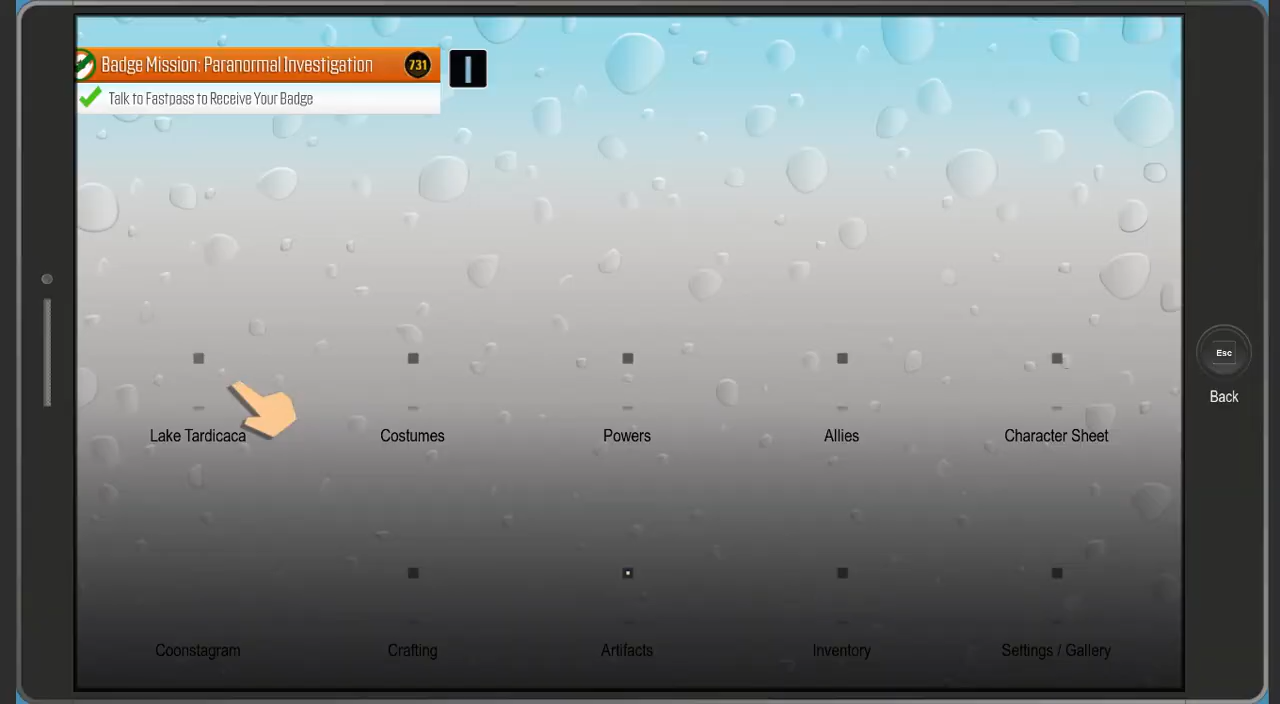 Badge Mission: Paranormal Investigation 731
Talk to Fastpass to Receive Your Badge
Esc
Back
Lake Tardicaca Costumes Powers Allies Character Sheet
Coonstagram Crafting Artifacts Inventory Settings / Gallery